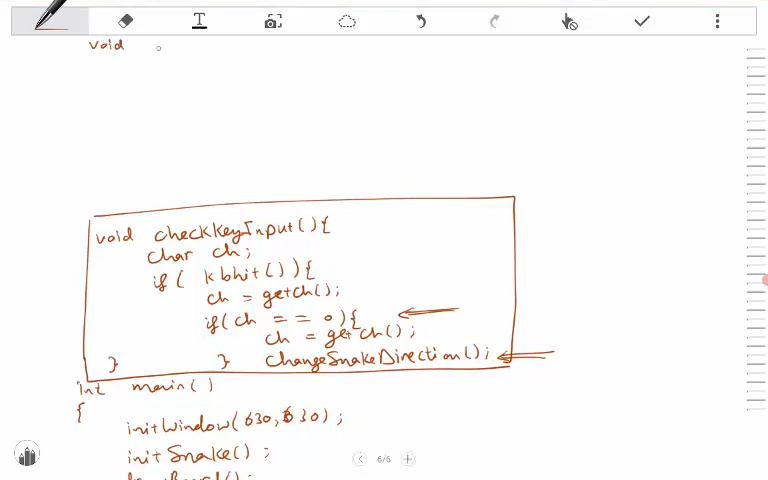 T
void
void checkKeyInput(){
char ch;
if( kbhit()){
ch = getch();
if(ch == 0){
ch = getch();
} } changeSnakeDirection();
int main()
{
initWindow(630, 630);
initSnake();
6/6